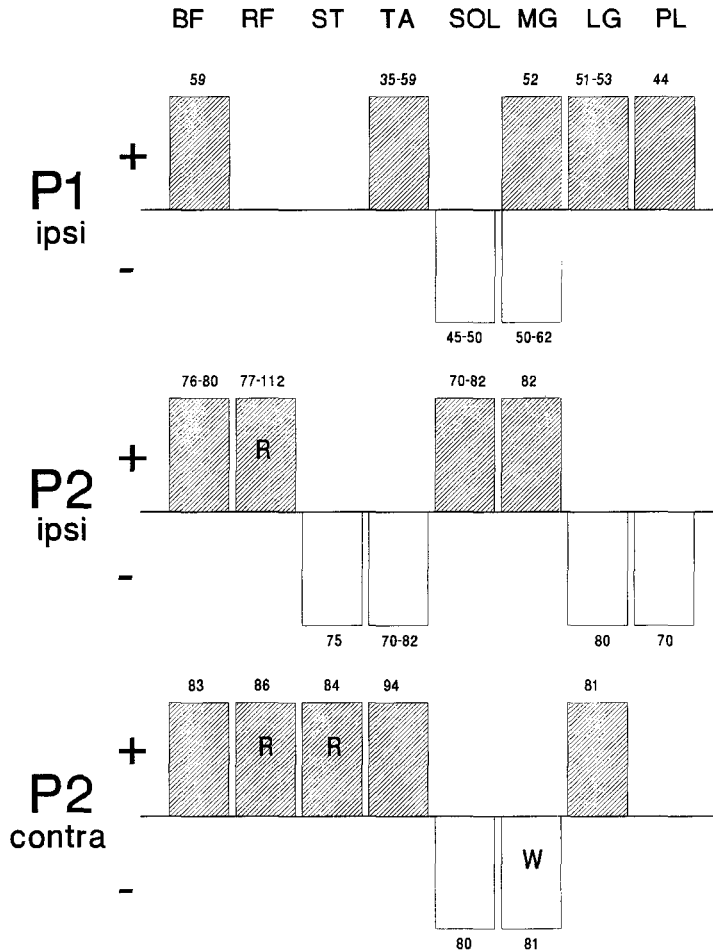 BF RF ST TA SOL MG LG PL
59 35-59 52 51-53 44
+
P1
ipsi
-
45-50 50-62
76-80 77-112 70-82 82
+ R
P2
ipsi
-
75 70-82 80 70
83 86 84 94 81
+ R R
P2
contra
W
-
80 81